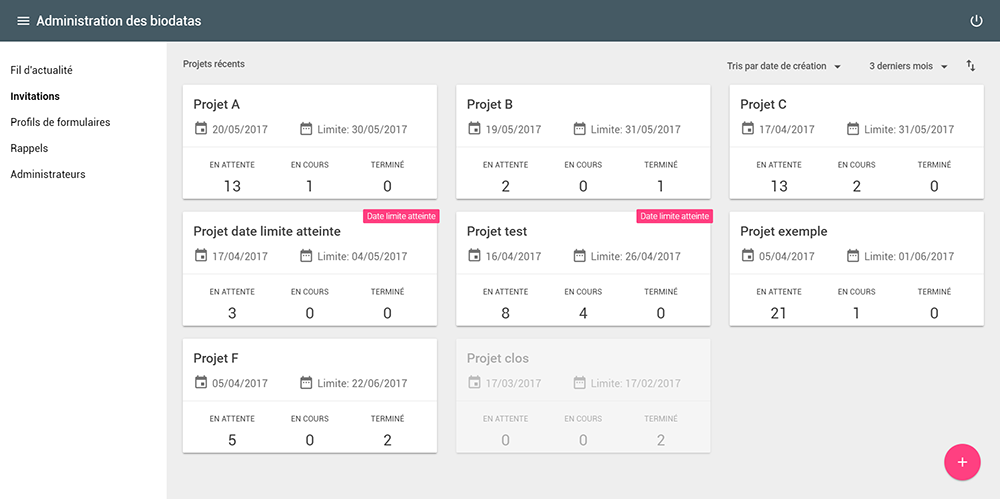 Administration des biodatas
Fil d'actualité
Invitations
Profils de formulaires
Rappels
Administrateurs
Projets récents
Tris par date de création
3 derniers mois
Projet A
20/05/2017 Limite: 30/05/2017
EN ATTENTE EN COURS TERMINÉ
13 1 0
Projet B
19/05/2017 Limite: 31/05/2017
EN ATTENTE EN COURS TERMINÉ
2 0 1
Projet C
17/04/2017 Limite: 31/05/2017
EN ATTENTE EN COURS TERMINÉ
13 2 0
Date limite atteinte
Projet date limite atteinte
17/04/2017 Limite: 04/05/2017
EN ATTENTE EN COURS TERMINÉ
3 0 0
Date limite atteinte
Projet test
16/04/2017 Limite: 26/04/2017
EN ATTENTE EN COURS TERMINÉ
8 4 0
Projet exemple
05/04/2017 Limite: 01/06/2017
EN ATTENTE EN COURS TERMINÉ
21 1 0
Projet F
05/04/2017 Limite: 22/06/2017
EN ATTENTE EN COURS TERMINÉ
5 0 2
Projet clos
17/03/2017 Limite: 17/02/2017
EN ATTENTE EN COURS TERMINÉ
0 0 2